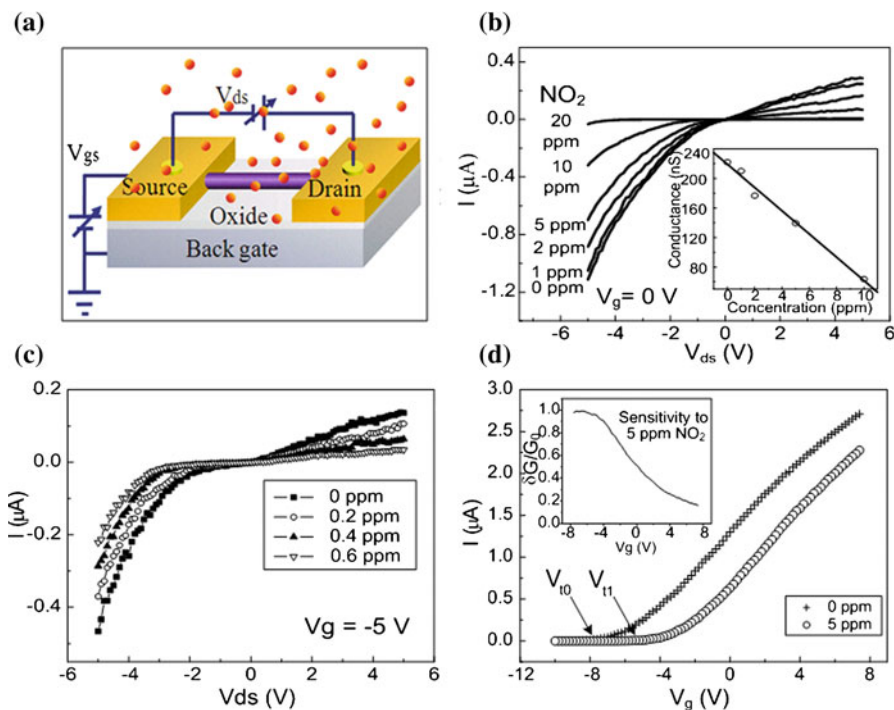 (a)
Vds
Vgs
Source
Drain
Oxide
Back gate
(b)
0.4
0.0
-0.4
-0.8
-1.2
I (μA)
NO2
20
ppm
10
ppm
5 ppm
2 ppm
1 ppm
0 ppm
Vg= 0 V
Conductance (nS)
240
200
160
120
80
0 2 4 6 8 10
Concentration (ppm)
-6 -4 -2 0 2 4 6
Vds (V)
(c)
0.2
0.0
-0.2
-0.4
I (μA)
0 ppm
0.2 ppm
0.4 ppm
0.6 ppm
Vg = -5 V
-6 -4 -2 0 2 4 6
Vds (V)
(d)
3.0
2.5
2.0
1.5
1.0
0.5
0.0
I (μA)
1.0
0.8
0.6
0.4
0.2
0.0
δG/G0
Sensitivity to
5 ppm NO2
-8 -4 0 4 8
Vg (V)
Vt0
Vt1
0 ppm
5 ppm
-12 -8 -4 0 4 8
Vg (V)